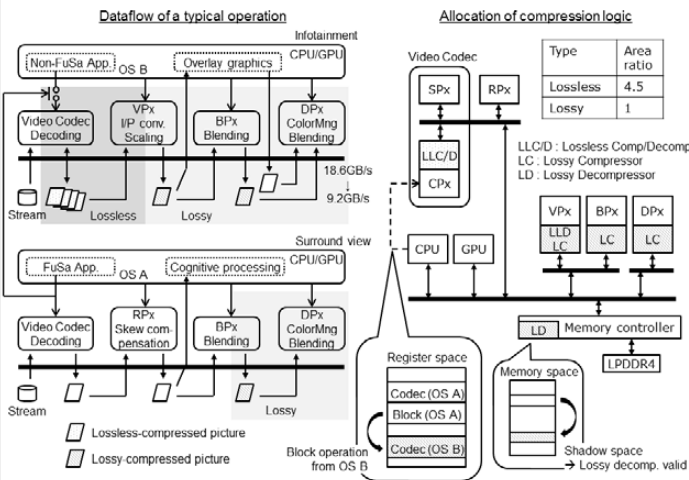 Dataflow of a typical operation
Infotainment
CPU/GPU
Non-FuSa App.
OS B
Overlay graphics
Video Codec
Decoding
VPx
I/P conv.
Scaling
BPx
Blending
DPx
ColorMng
Blending
18.6GB/s
↓
9.2GB/s
Stream
Lossless
Lossy
Surround view
CPU/GPU
FuSa App.
OS A
Cognitive processing
Video Codec
Decoding
RPx
Skew com-
pensation
BPx
Blending
DPx
ColorMng
Blending
Stream
Lossy
Lossless-compressed picture
Lossy-compressed picture
Allocation of compression logic
Video Codec
SPx
RPx
LLC/D
CPx
Type Area ratio
Lossless 4.5
Lossy 1
LLC/D : Lossless Comp/Decomp
LC : Lossy Compressor
LD : Lossy Decompressor
VPx
LLD
LC
BPx
LC
DPx
LC
CPU
GPU
LD
Memory controller
LPDDR4
Register space
Codec (OS A)
Block (OS A)
Codec (OS B)
Block operation
from OS B
Memory space
Shadow space
→ Lossy decomp. valid